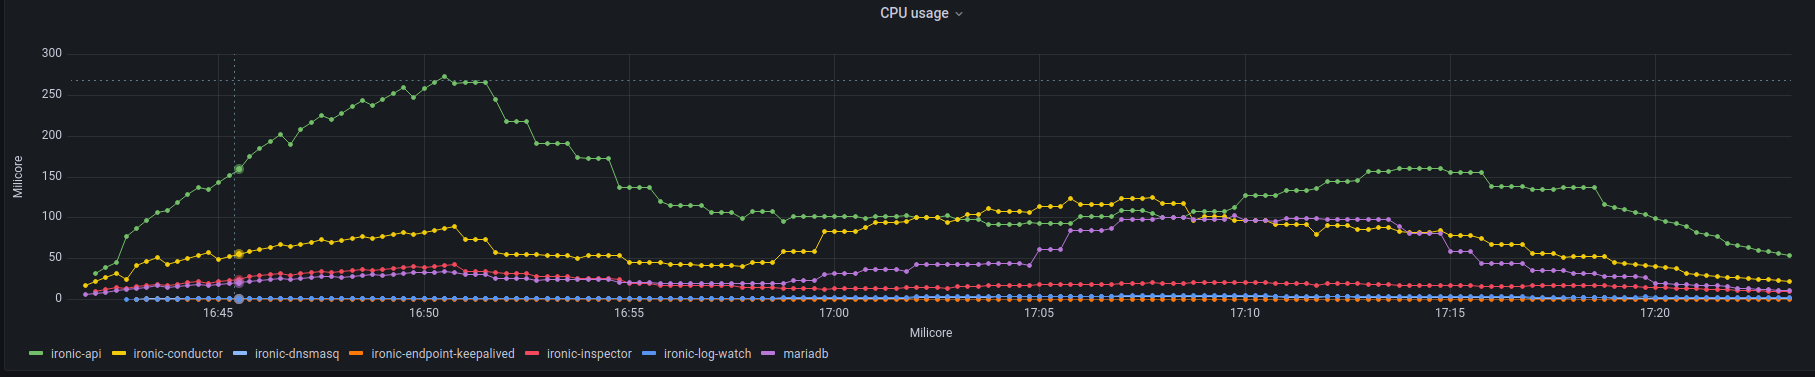 CPU usage
300
250
200
150
100
50
0
Milicore
16:45 16:50 16:55 17:00 17:05 17:10 17:15 17:20
Milicore
ironic-api ironic-conductor ironic-dnsmasq ironic-endpoint-keepalived ironic-inspector ironic-log-watch mariadb